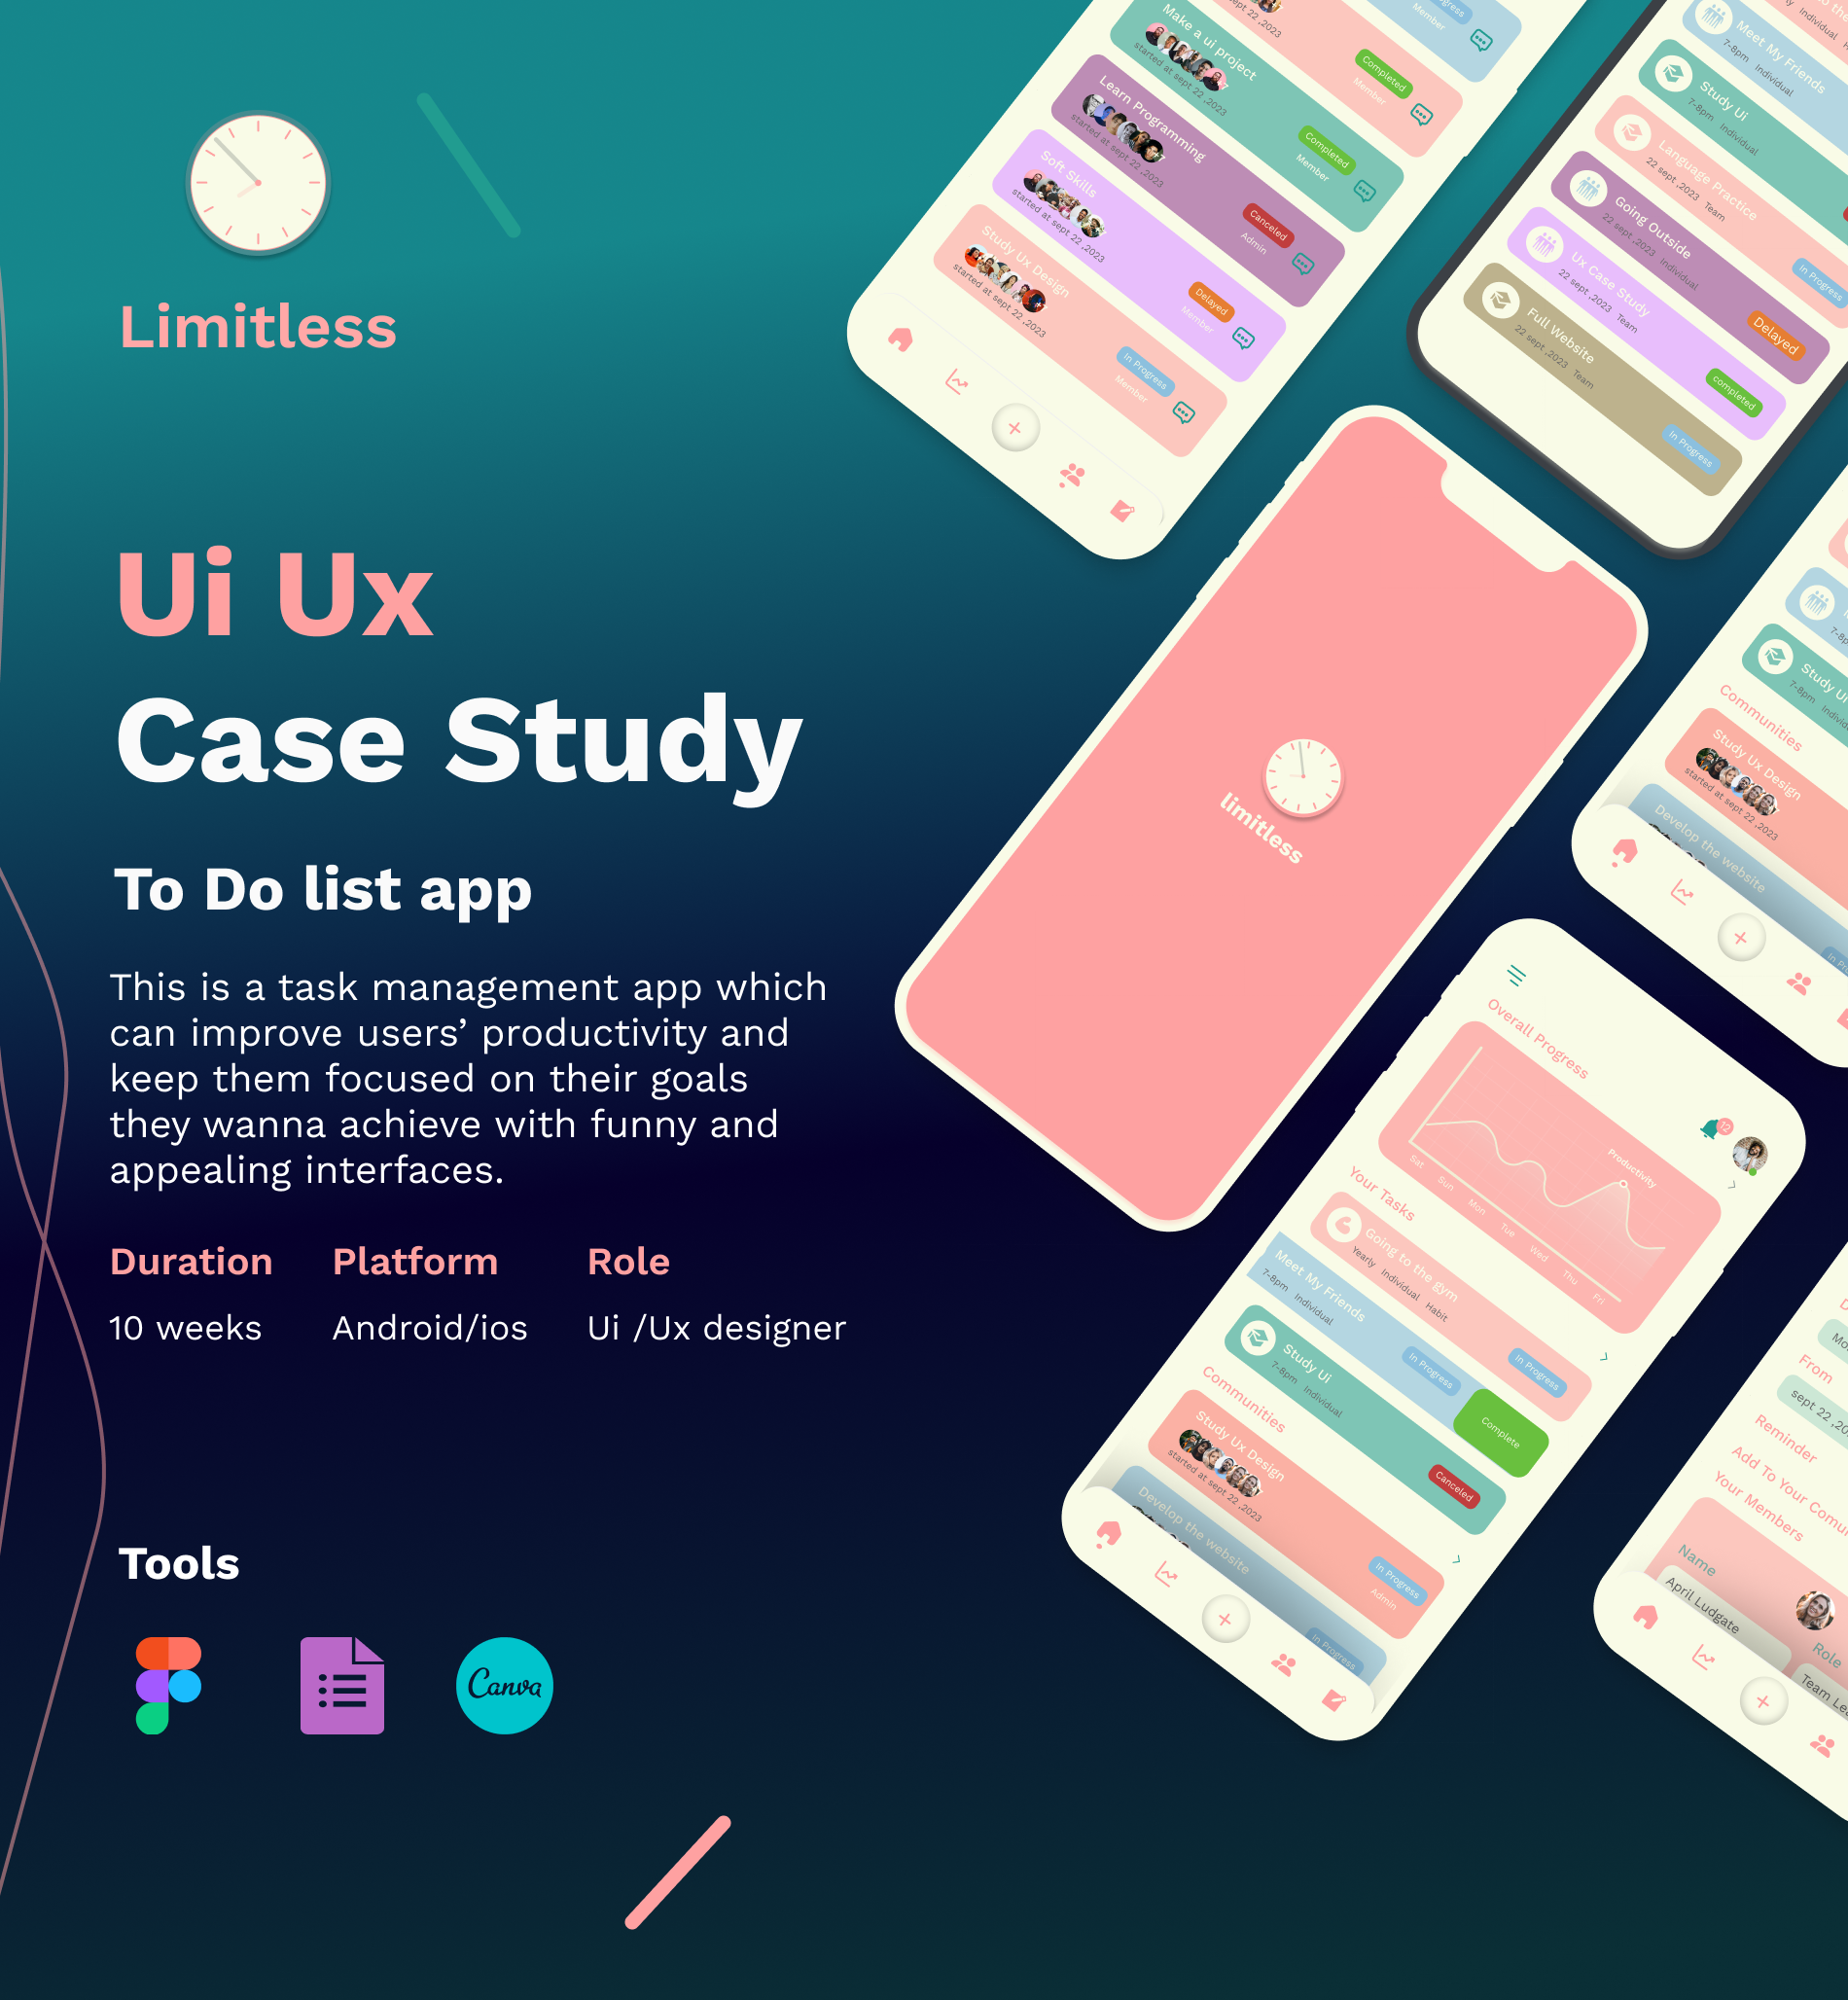 Limitless
Ui Ux
Case Study
To Do list app
This is a task management app which
can improve users’ productivity and
keep them focused on their goals
they wanna achieve with funny and
appealing interfaces.
Duration
Platform
Role
10 weeks
Android/ios
Ui /Ux designer
Tools
Canva
Member
sept 22 ,2023
Completed
Member
Make a ui project
started at sept 22 ,2023
Completed
Member
Learn Programming
started at sept 22 ,2023
Canceled
Admin
Soft Skills
started at sept 22 ,2023
Delayed
Member
Study Ux Design
started at sept 22 ,2023
In Progress
Member
Meet My Friends
7-8pm Individual
Study Ui
7-8pm Individual
Language Practice
22 sept ,2023 Team
In Progress
Going Outside
22 sept ,2023 Individual
Delayed
Ux Case Study
22 sept ,2023 Team
completed
Full Website
22 sept ,2023 Team
In Progress
limitless
Study Ui
7-8pm
Communities
Study Ux Design
started at sept 22 ,2023
Develop the website
Overall Progress
12
Productivity
Sat
Sun
Mon
Tue
Wed
Thu
Fri
Your Tasks
Going to the gym
Yearly Individual Habit
In Progress
Meet My Friends
7-8pm Individual
In Progress
Complete
Study Ui
7-8pm Individual
Canceled
Communities
Study Ux Design
started at sept 22 ,2023
In Progress
Admin
Develop the website
In Progress
From
sept 22 ,20
Reminder
Add To Your Comu
Your Members
Name
April Ludgate
Role
Team Le